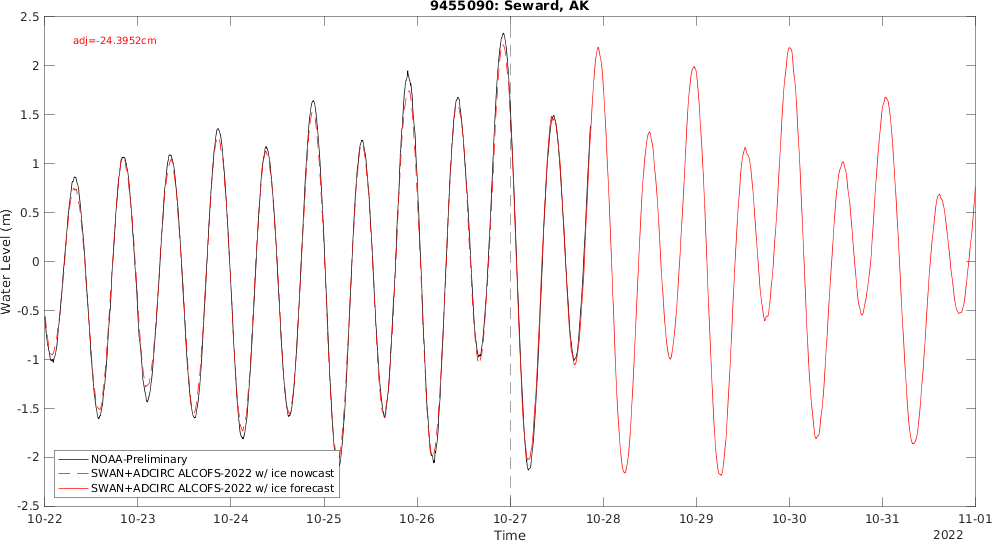 9455090: Seward, AK
adj=-24.3952cm
Water Level (m)
2.5
2
1.5
1
0.5
0
-0.5
-1
-1.5
-2
-2.5
NOAA-Preliminary
SWAN+ADCIRC ALCOFS-2022 w/ ice nowcast
SWAN+ADCIRC ALCOFS-2022 w/ ice forecast
10-22 10-23 10-24 10-25 10-26 10-27 10-28 10-29 10-30 10-31 11-01
Time
2022